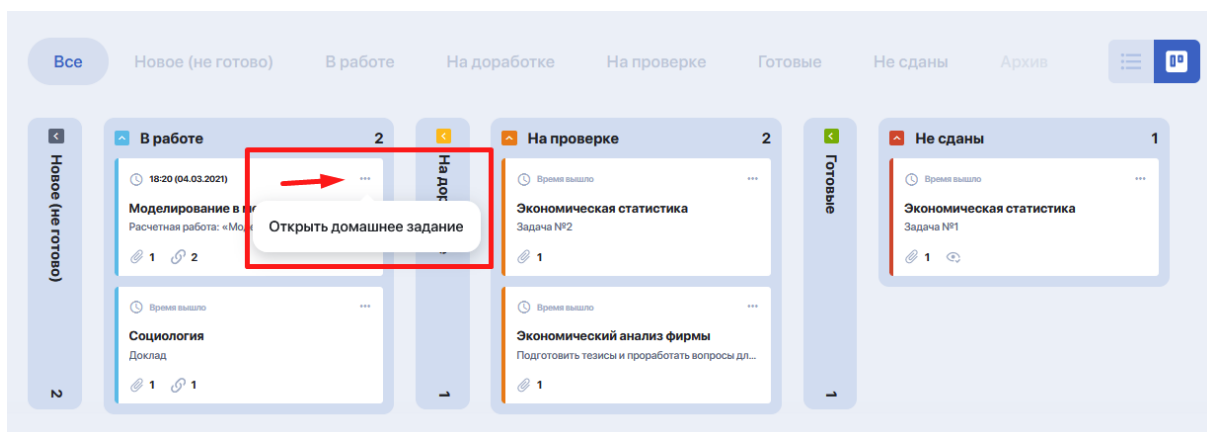 Все
Новое (не готово)
В работе
На доработке
На проверке
Готовые
Не сданы
Архив
Новое (не готово)
2
В работе 2
18:20 (04.03.2021)
Моделирование в
Расчетная работа:
Открыть домашнее задание
1 2
Время вышло
Социология
Доклад
1 1
На
1
На проверке 2
Время вышло
Экономическая статистика
Задача №2
1
Время вышло
Экономический анализ фирмы
Подготовить тезисы и проработать вопросы дл...
1
Готовые
1
Не сданы 1
Время вышло
Экономическая статистика
Задача №1
1